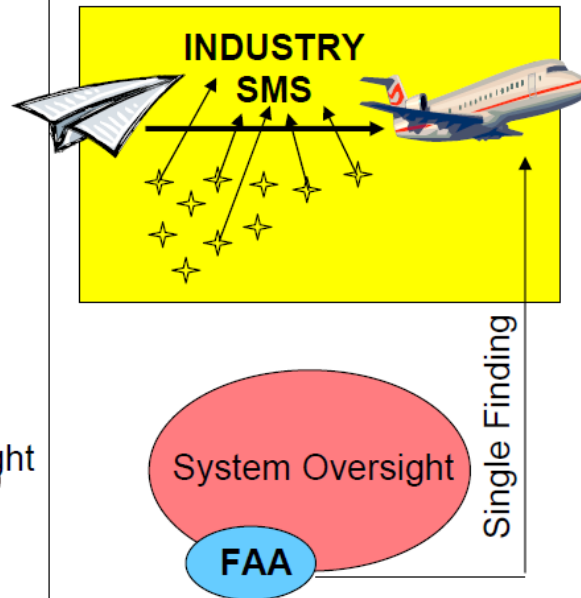 INDUSTRY
SMS
Single Finding
ght
System Oversight
FAA